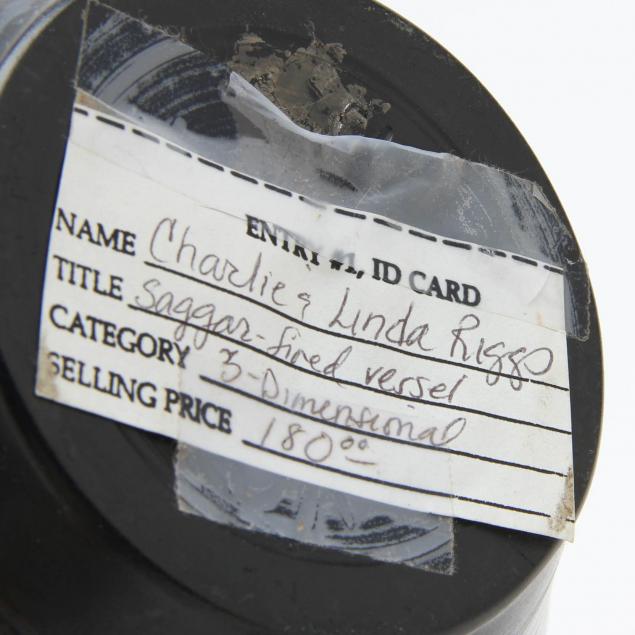 ENTRY #1, ID CARD
NAME Charlie & Linda Riggs
TITLE saggar-fired vessel
CATEGORY 3-Dimensional
SELLING PRICE 180.00